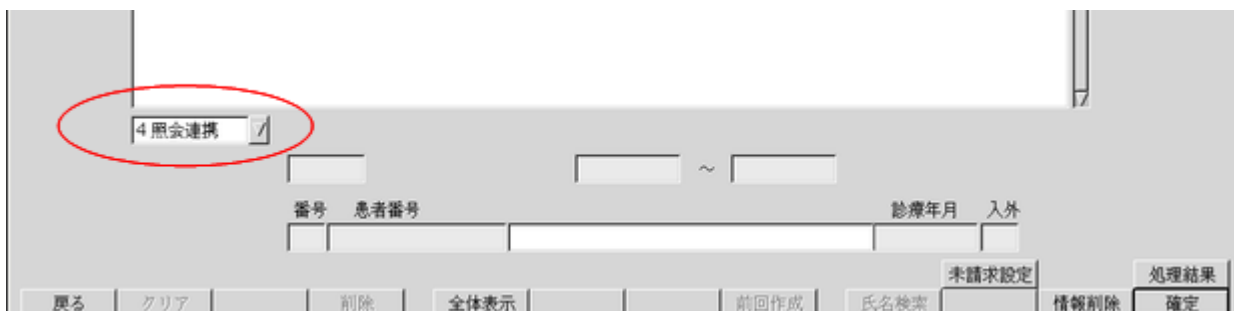 4 照会連携
~
番号 患者番号 診療年月 入外
未請求設定 処理結果
戻る クリア 削除 全体表示 前回作成 氏名検索 情報削除 確定